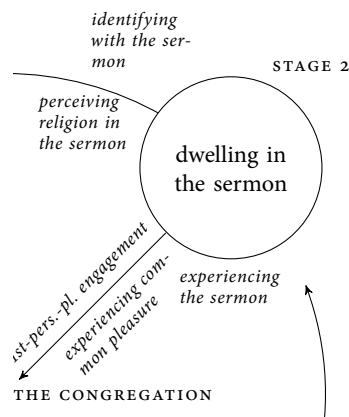 identifying
with the ser-
mon
STAGE 2
perceiving
religion in
the sermon
dwelling in
the sermon
1st-pers.-pl. engagement
experiencing com-
mon pleasure
experiencing
the sermon
THE CONGREGATION